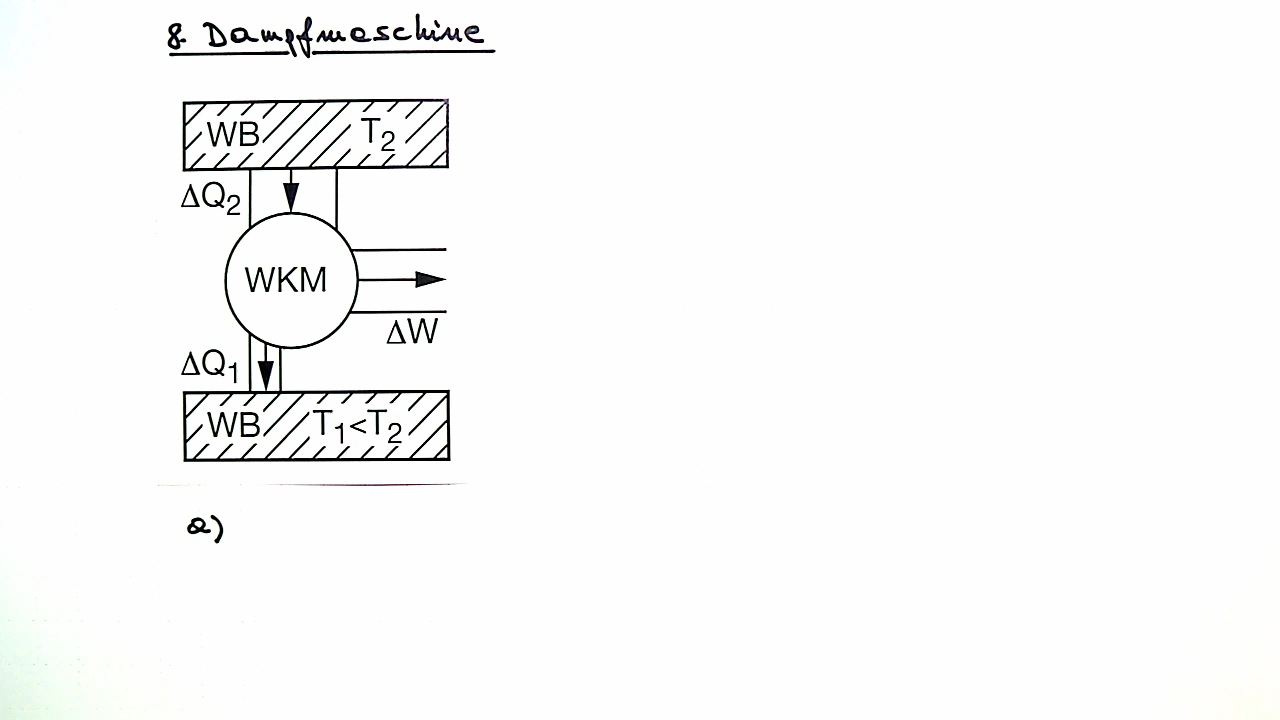 8. Dampfmaschine
WB T₂
ΔQ₂
WKM
ΔW
ΔQ₁
WB T₁<T₂
a)